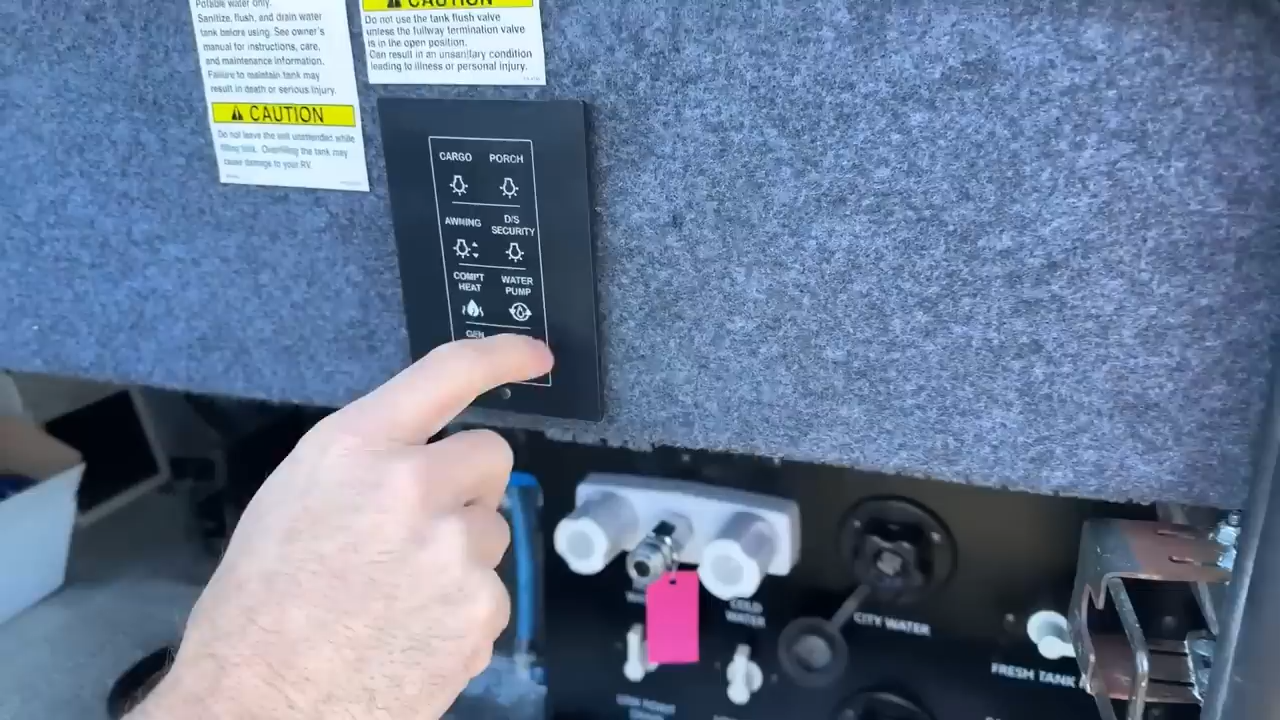 Potable water only.
Sanitize, flush, and drain water
tank before using. See owner's
manual for instructions, care,
and maintenance information.
Failure to maintain tank may
result in death or serious injury.
CAUTION
Do not leave the unit unattended while
filling tank. Overfilling the tank may
cause damage to your RV.
CAUTION
Do not use the tank flush valve
unless the fullway termination valve
is in the open position.
Can result in an unsanitary condition
leading to illness or personal injury.
CARGO PORCH
AWNING D/S
SECURITY
COMPT
HEAT WATER
PUMP
GEN
COLD
WATER
CITY WATER
FRESH TANK